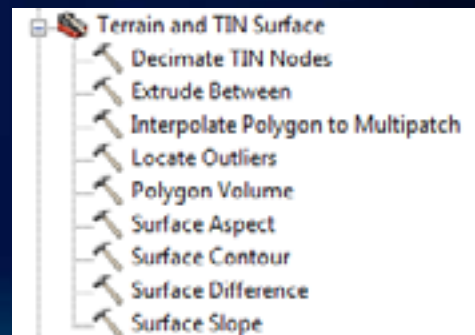 Terrain and TIN Surface
Decimate TIN Nodes
Extrude Between
Interpolate Polygon to Multipatch
Locate Outliers
Polygon Volume
Surface Aspect
Surface Contour
Surface Difference
Surface Slope